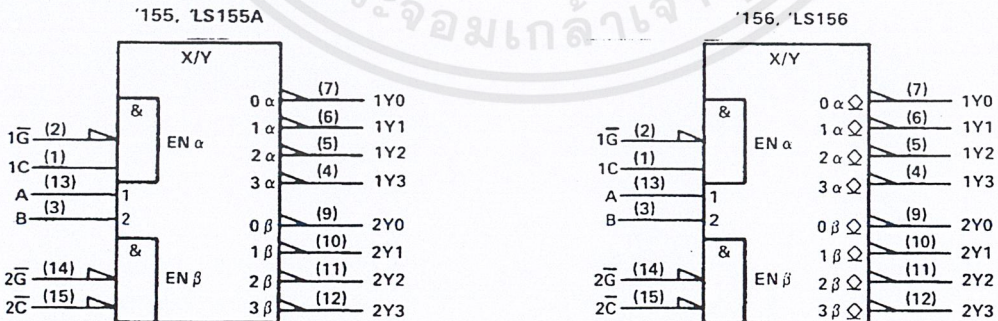 '155, 'LS155A
X/Y
&
1G̅ (2)
EN α
1C (1)
A (13) 1
B (3) 2
&
2G̅ (14)
EN β
2C̅ (15)
0 α (7) 1Y0
1 α (6) 1Y1
2 α (5) 1Y2
3 α (4) 1Y3
0 β (9) 2Y0
1 β (10) 2Y1
2 β (11) 2Y2
3 β (12) 2Y3
'156, 'LS156
X/Y
&
1G̅ (2)
EN α
1C (1)
A (13) 1
B (3) 2
&
2G̅ (14)
EN β
2C̅ (15)
0 α (7) 1Y0
1 α (6) 1Y1
2 α (5) 1Y2
3 α (4) 1Y3
0 β (9) 2Y0
1 β (10) 2Y1
2 β (11) 2Y2
3 β (12) 2Y3